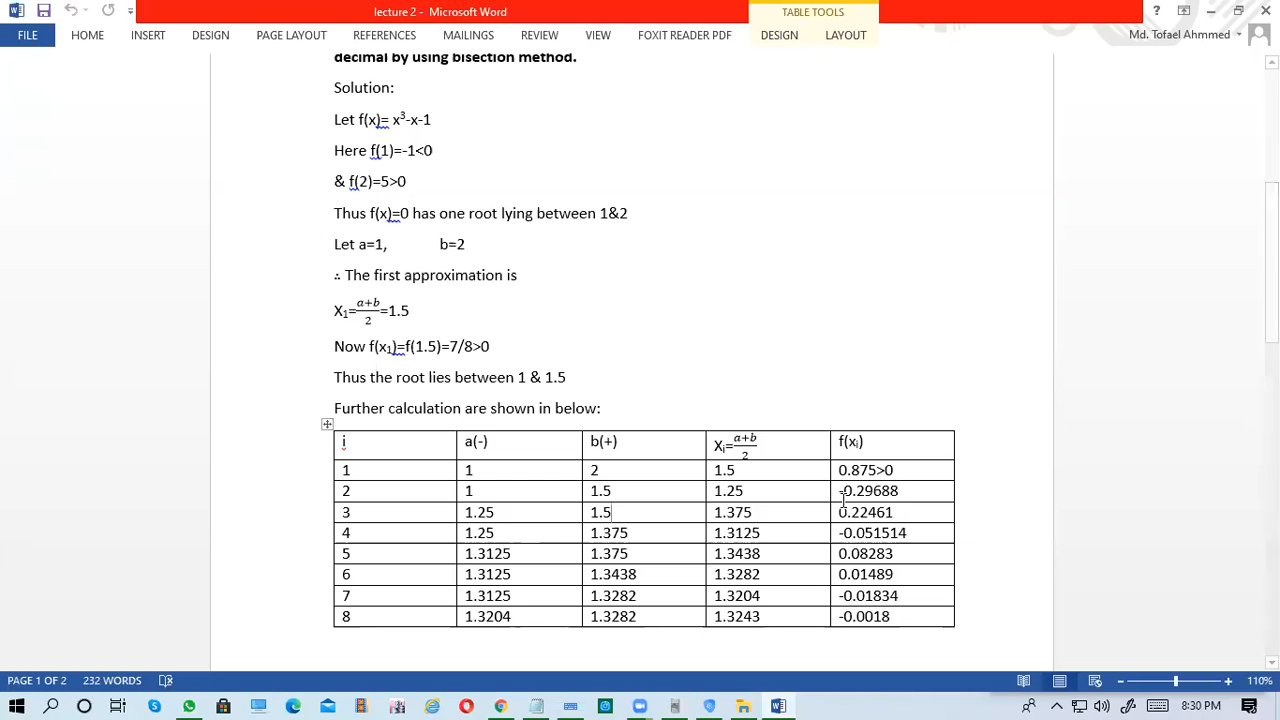 lecture 2 - Microsoft Word
TABLE TOOLS
FILE HOME INSERT DESIGN PAGE LAYOUT REFERENCES MAILINGS REVIEW VIEW FOXIT READER PDF DESIGN LAYOUT Md. Tofael Ahmmed
decimal by using bisection method.
Solution:
Let f(x)= x³-x-1
Here f(1)=-1<0
& f(2)=5>0
Thus f(x)=0 has one root lying between 1&2
Let a=1, b=2
∴ The first approximation is
X₁=(a+b)/2=1.5
Now f(x₁)=f(1.5)=7/8>0
Thus the root lies between 1 & 1.5
Further calculation are shown in below:
i a(-) b(+) Xᵢ=(a+b)/2 f(xᵢ)
1 1 2 1.5 0.875>0
2 1 1.5 1.25 -0.29688
3 1.25 1.5 1.375 0.22461
4 1.25 1.375 1.3125 -0.051514
5 1.3125 1.375 1.3438 0.08283
6 1.3125 1.3438 1.3282 0.01489
7 1.3125 1.3282 1.3204 -0.01834
8 1.3204 1.3282 1.3243 -0.0018
PAGE 1 OF 2 232 WORDS 110%
8:30 PM